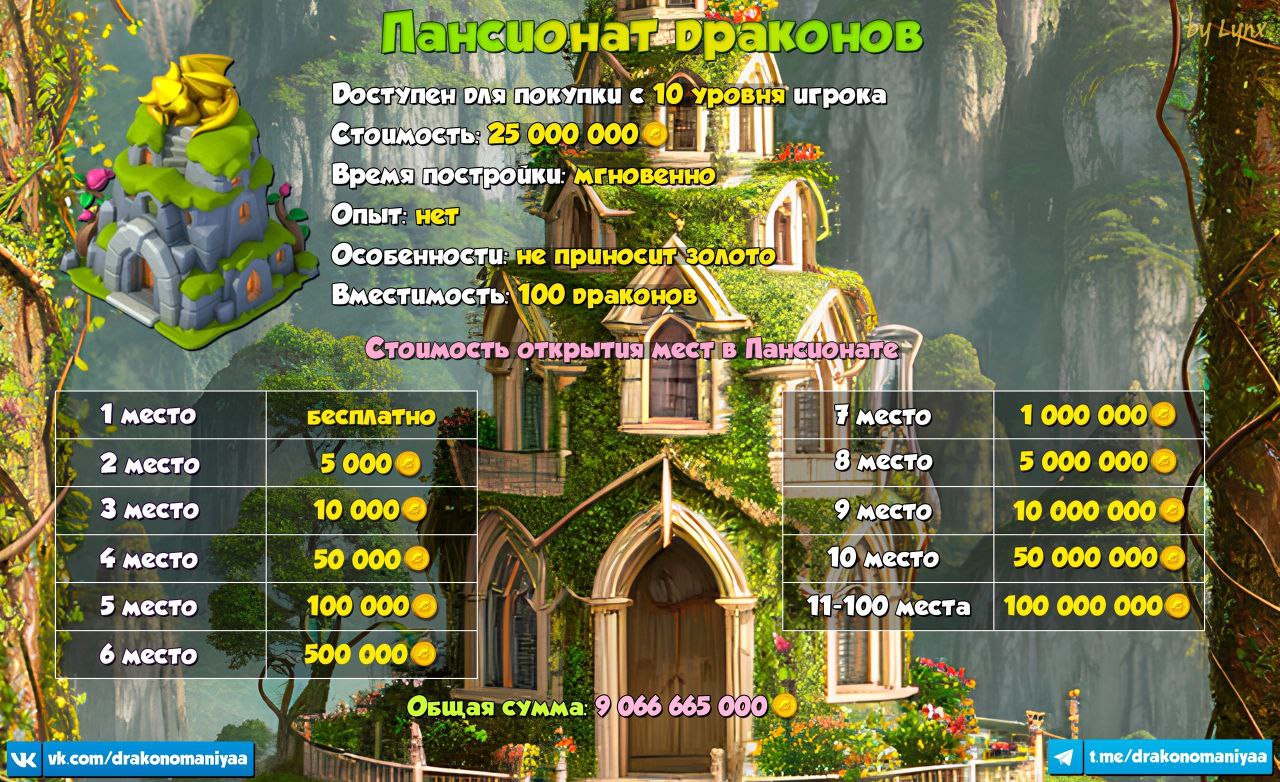 Пансионат драконов
by Lynx
Доступен для покупки с 10 уровня игрока
Стоимость: 25 000 000
Время постройки: мгновенно
Опыт: нет
Особенности: не приносит золото
Вместимость: 100 драконов
Стоимость открытия мест в Пансионате
1 место бесплатно
2 место 5 000
3 место 10 000
4 место 50 000
5 место 100 000
6 место 500 000
7 место 1 000 000
8 место 5 000 000
9 место 10 000 000
10 место 50 000 000
11-100 места 100 000 000
Общая сумма: 9 066 665 000
vk.com/drakonomaniyaa
t.me/drakonomaniyaa